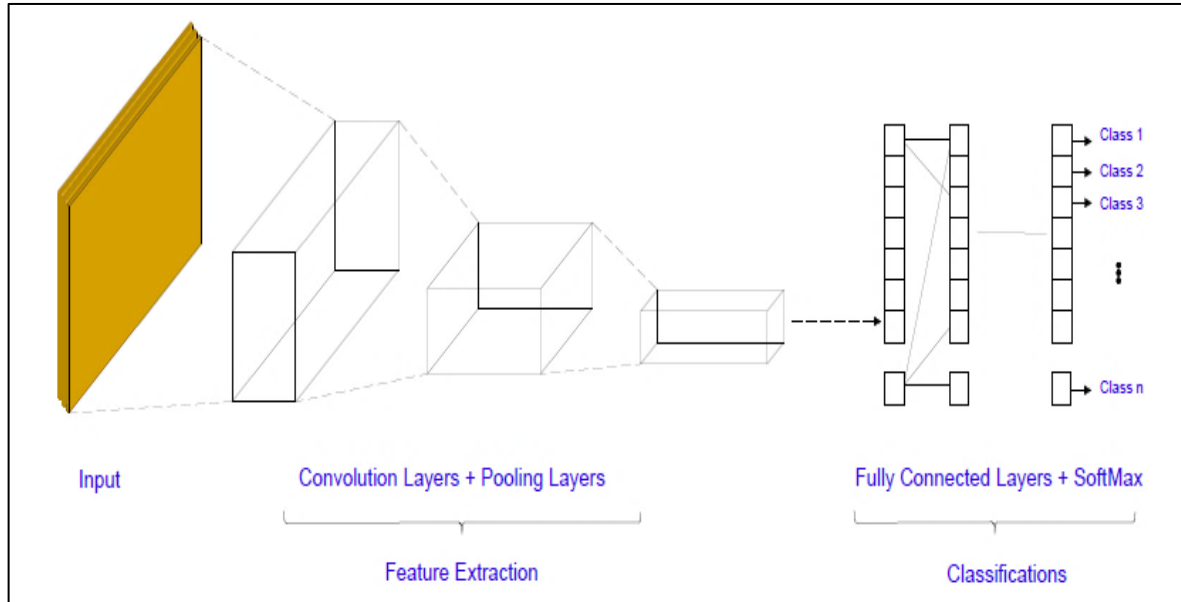 Class 1
Class 2
Class 3
Class n
Input
Convolution Layers + Pooling Layers
Fully Connected Layers + SoftMax
Feature Extraction
Classifications